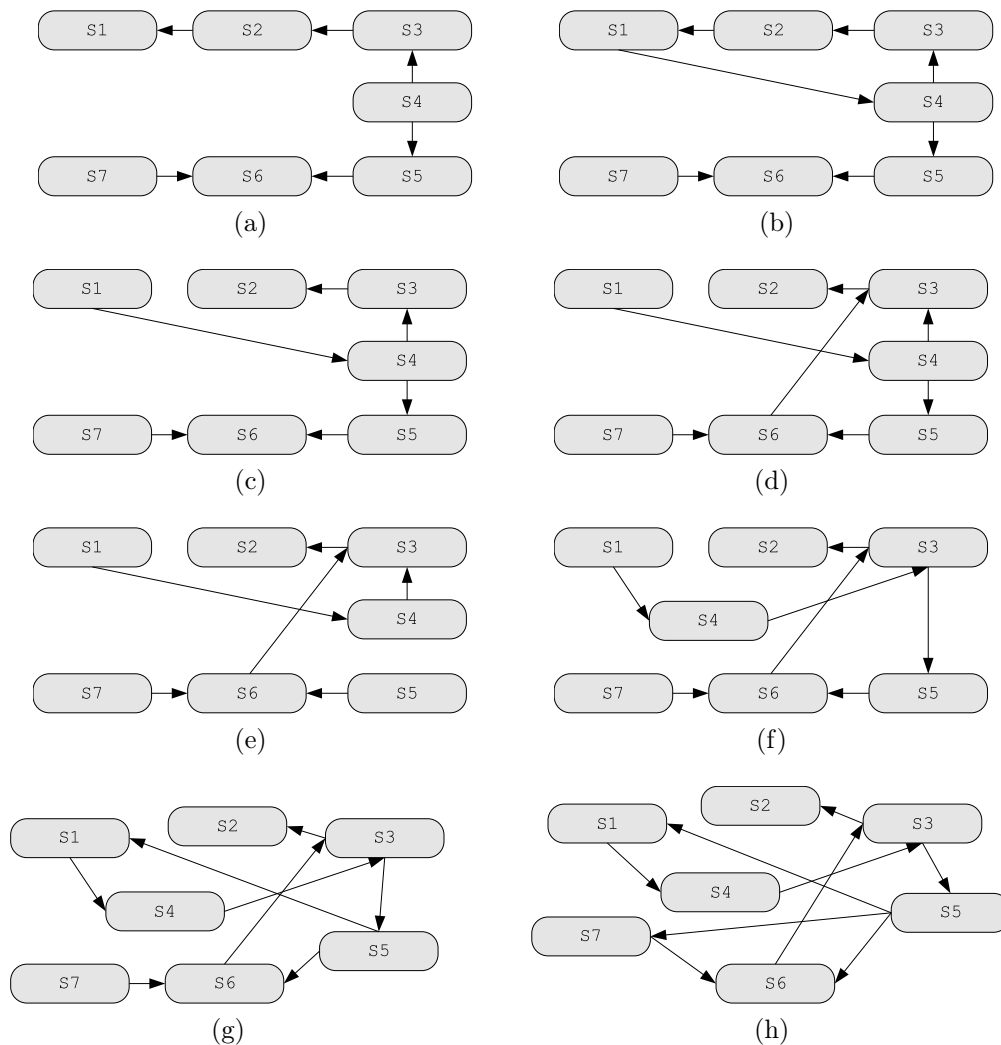 S1 S2 S3 S1 S2 S3
S4 S4
S7 S6 S5 S7 S6 S5
(a) (b)
S1 S2 S3 S1 S2 S3
S4 S4
S7 S6 S5 S7 S6 S5
(c) (d)
S1 S2 S3 S1 S2 S3
S4 S4
S7 S6 S5 S7 S6 S5
(e) (f)
S2
S1 S2 S3 S1 S3
S4 S4
S5
S7
S5
S7 S6 S6
(g) (h)